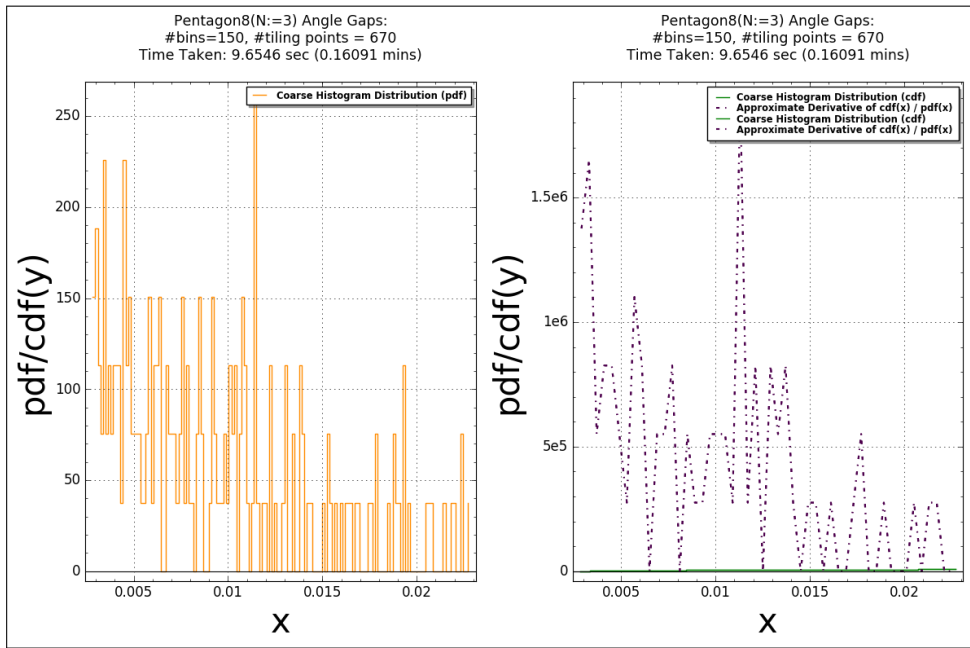 Pentagon8(N:=3) Angle Gaps:
#bins=150, #tiling points = 670
Time Taken: 9.6546 sec (0.16091 mins)
Coarse Histogram Distribution (pdf)
250
200
150
100
50
0
pdf/cdf(y)
0.005
0.01
0.015
0.02
x
Pentagon8(N:=3) Angle Gaps:
#bins=150, #tiling points = 670
Time Taken: 9.6546 sec (0.16091 mins)
Coarse Histogram Distribution (cdf)
Approximate Derivative of cdf(x) / pdf(x)
Coarse Histogram Distribution (cdf)
Approximate Derivative of cdf(x) / pdf(x)
1.5e6
1e6
5e5
0
pdf/cdf(y)
0.005
0.01
0.015
0.02
x